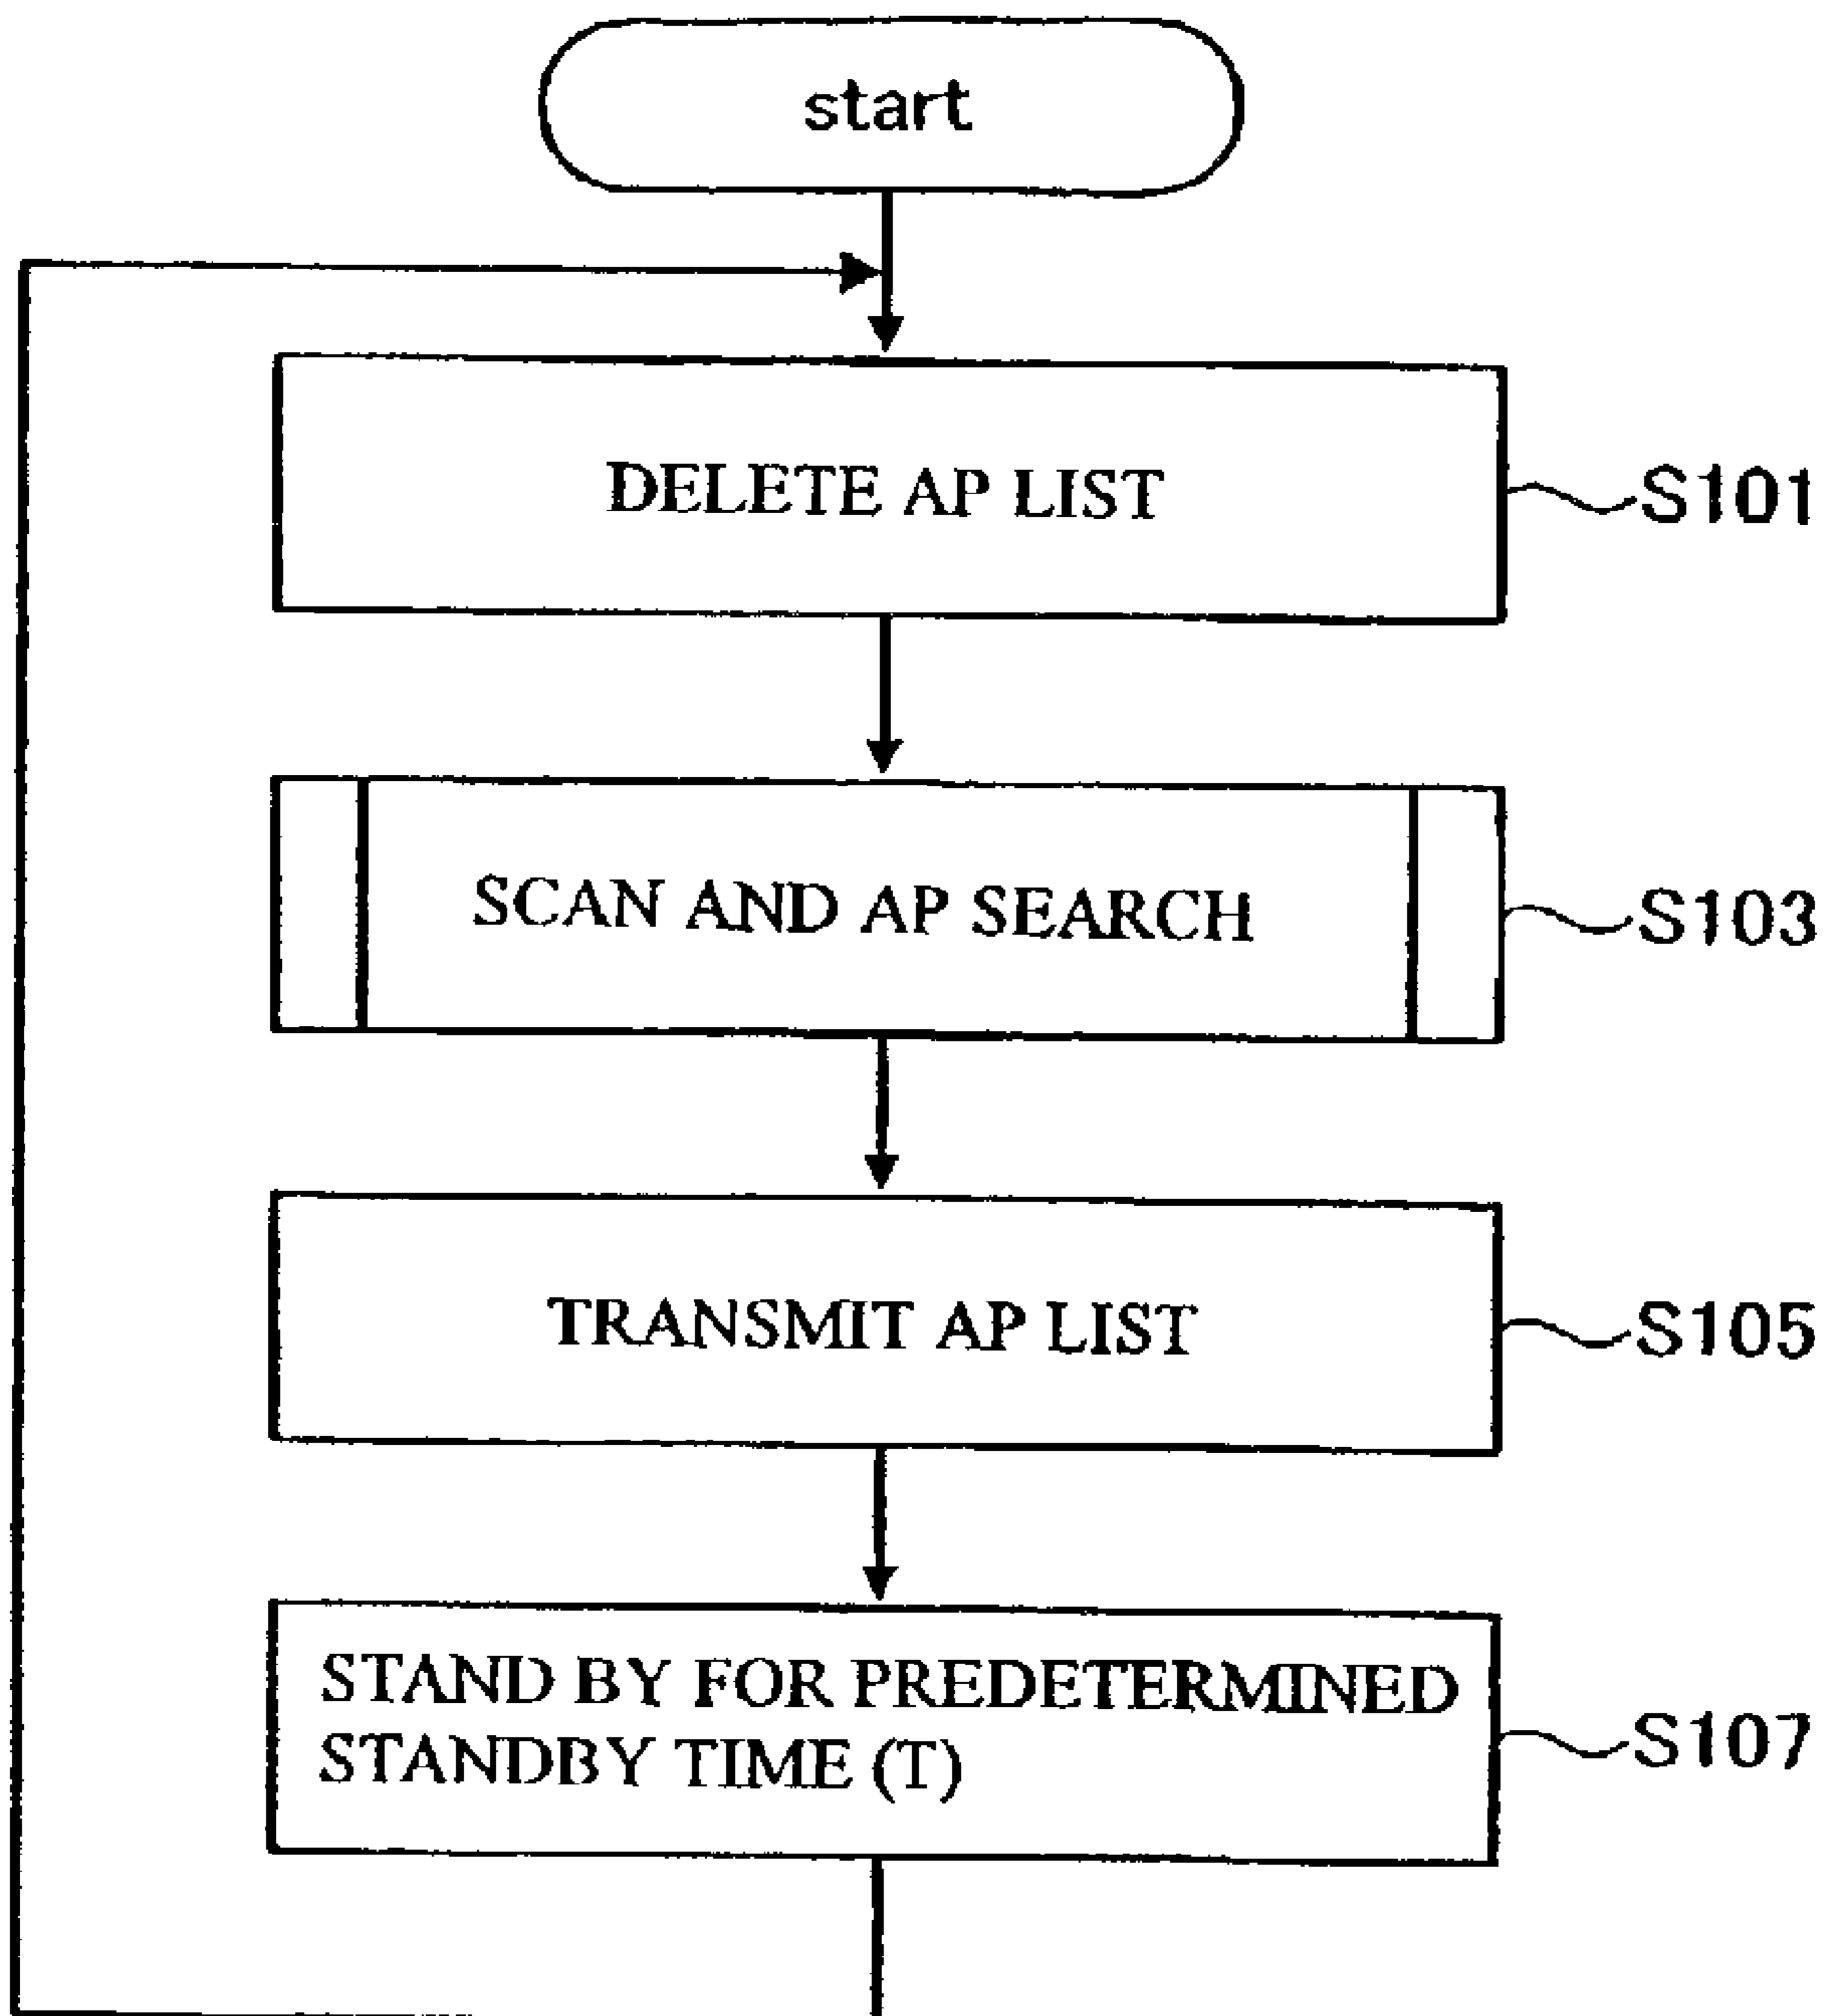 start
DELETE AP LIST
S101
SCAN AND AP SEARCH
S103
TRANSMIT AP LIST
S105
STAND BY FOR PREDETERMINED
STANDBY TIME (T)
S107